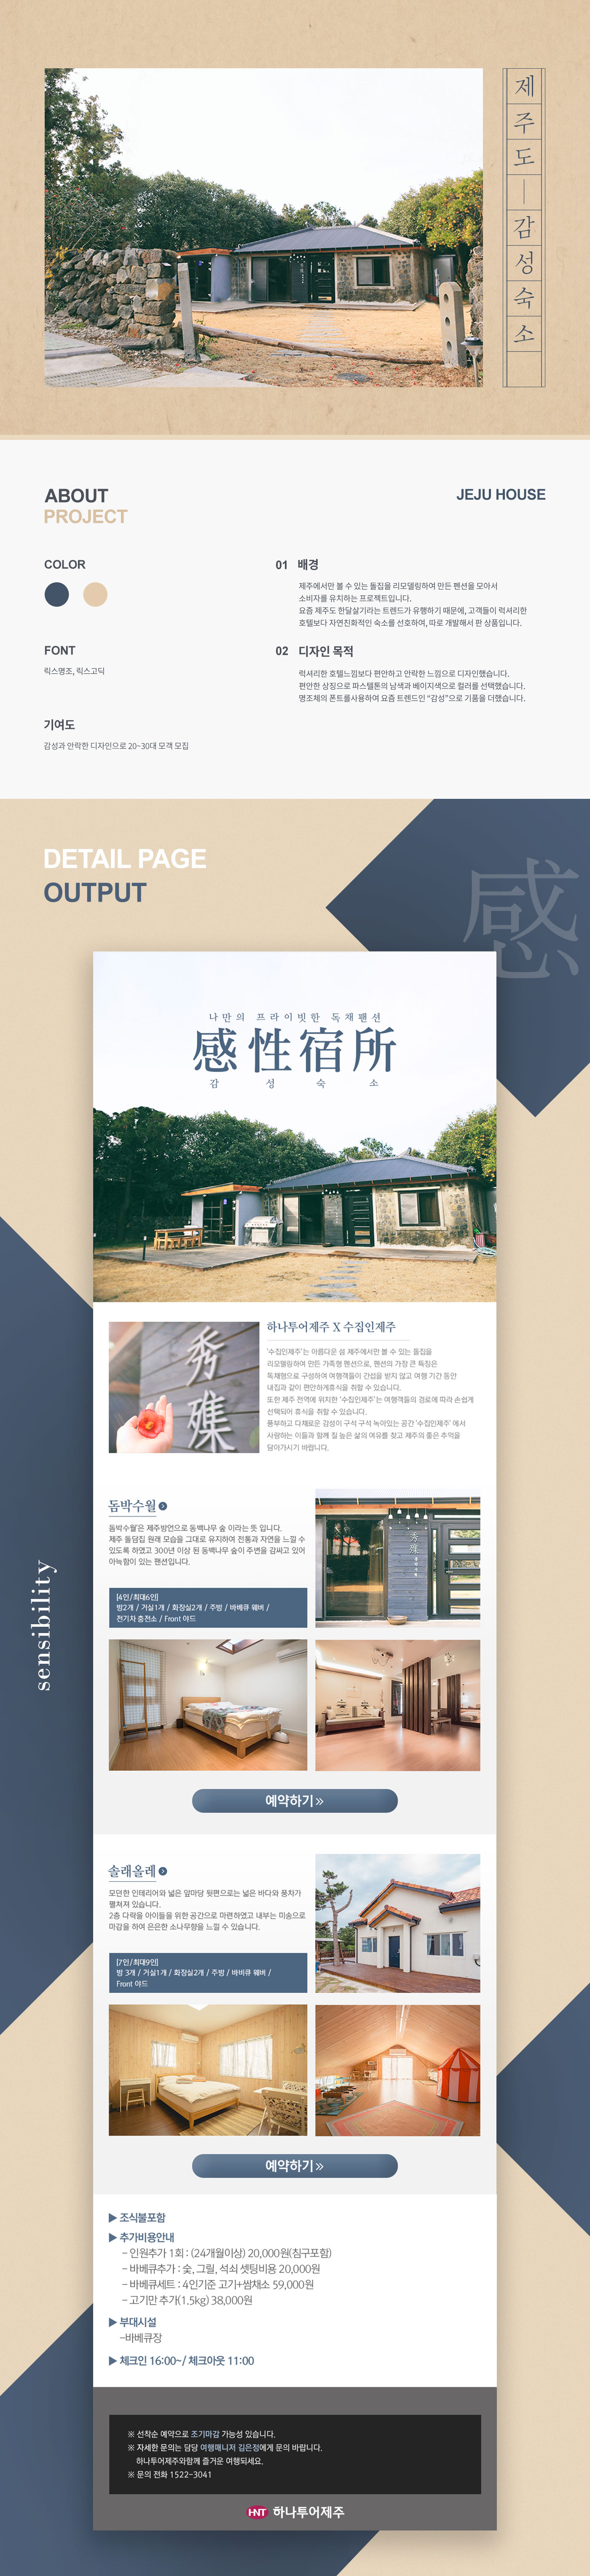 제주도 | 감성숙소
ABOUT
PROJECT
JEJU HOUSE
COLOR
FONT
릭스명조, 릭스고딕
기여도
감성과 안락한 디자인으로 20~30대 모객 모집
01 배경
제주에서만 볼 수 있는 돌집을 리모델링하여 만든 팬션을 모아서
소비자를 유치하는 프로젝트입니다.
요즘 제주도 한달살기라는 트렌드가 유행하기 때문에, 고객들이 럭셔리한
호텔보다 자연친화적인 숙소를 선호하여, 따로 개발해서 판 상품입니다.
02 디자인 목적
럭셔리한 호텔느낌보다 편안하고 안락한 느낌으로 디자인했습니다.
편안한 상징으로 파스텔톤의 남색과 베이지색으로 컬러를 선택했습니다.
명조체의 폰트를사용하여 요즘 트렌드인 “감성”으로 기품을 더했습니다.
DETAIL PAGE
OUTPUT
感
나만의 프라이빗한 독채팬션
感性宿所
감 성 숙 소
하나투어제주 X 수집인제주
'수집인제주'는 아름다운 섬 제주에서만 볼 수 있는 돌집을
리모델링하여 만든 가족형 팬션으로, 팬션의 가장 큰 특징은
독채형으로 구성하여 여행객들이 간섭을 받지 않고 여행 기간 동안
내집과 같이 편안하게휴식을 취할 수 있습니다.
또한 제주 전역에 위치한 '수집인제주'는 여행객들의 경로에 따라 손쉽게
선택되어 휴식을 취할 수 있습니다.
풍부하고 다채로운 감성이 구석 구석 녹아있는 공간 '수집인제주' 에서
사랑하는 이들과 함께 질 높은 삶의 여유를 찾고 제주의 좋은 추억을
담아가시기 바랍니다.
돔박수월
돔박수월'은 제주방언으로 동백나무 숲 이라는 뜻 입니다.
제주 돌담집 원래 모습을 그대로 유지하여 전통과 자연을 느낄 수
있도록 하였고 300년 이상 된 동백나무 숲이 주변을 감싸고 있어
아늑함이 있는 팬션입니다.
[4인/최대6인]
방2개 / 거실1개 / 화장실2개 / 주방 / 바베큐 웨버 /
전기차 충전소 / Front 야드
예약하기 »
솔래올레
모던한 인테리어와 넓은 앞마당 뒷편으로는 넓은 바다와 풍차가
펼쳐져 있습니다.
2층 다락을 아이들을 위한 공간으로 마련하였고 내부는 미송으로
마감을 하여 은은한 소나무향을 느낄 수 있습니다.
[7인/최대9인]
방 3개 / 거실1개 / 화장실2개 / 주방 / 바비큐 웨버 /
Front 야드
예약하기 »
sensibility
▶ 조식불포함
▶ 추가비용안내
- 인원추가 1회 : (24개월이상) 20,000원(침구포함)
- 바베큐추가 : 숯, 그릴, 석쇠 셋팅비용 20,000원
- 바베큐세트 : 4인기준 고기+쌈채소 59,000원
- 고기만 추가(1.5kg) 38,000원
▶ 부대시설
-바베큐장
▶ 체크인 16:00~/ 체크아웃 11:00
※ 선착순 예약으로 조기마감 가능성 있습니다.
※ 자세한 문의는 담당 여행매니저 김은정에게 문의 바랍니다.
하나투어제주와함께 즐거운 여행되세요.
※ 문의 전화 1522-3041
HNT 하나투어제주